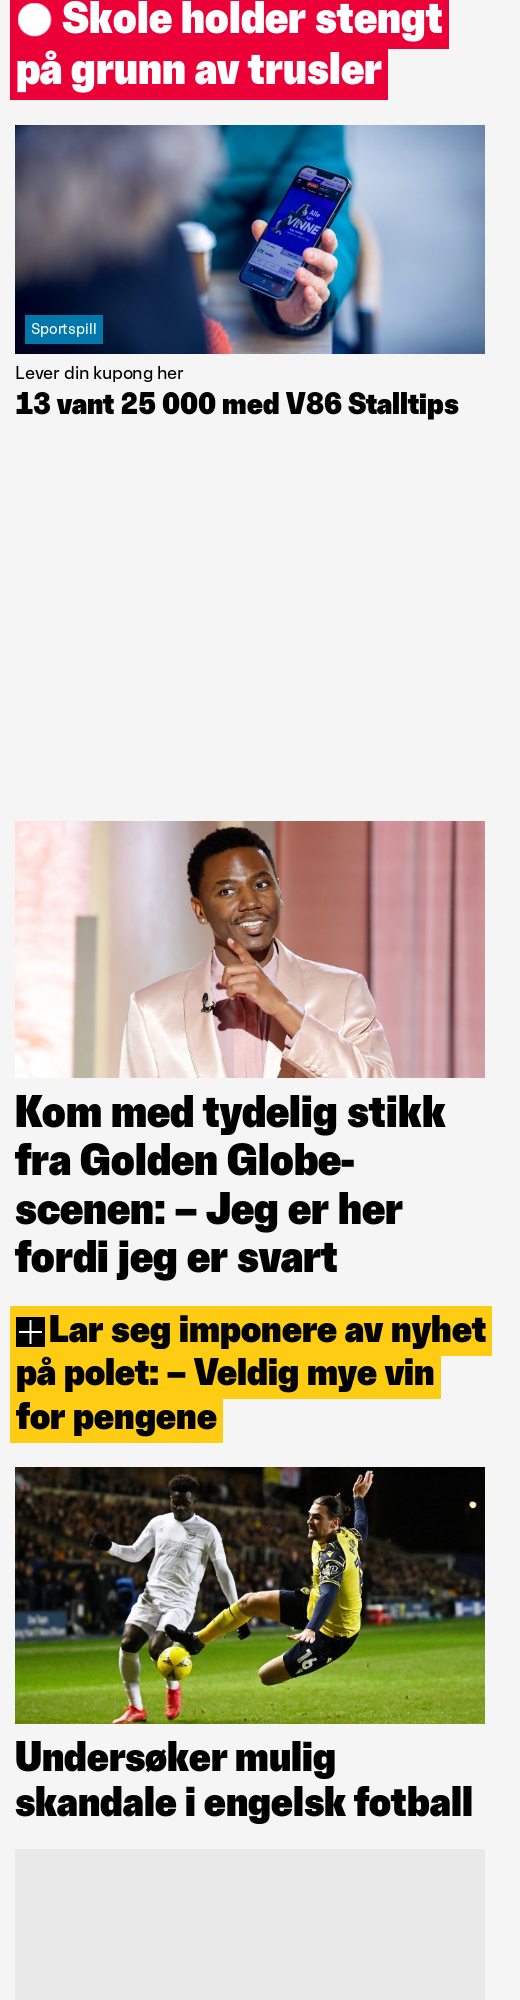 Skole holder stengt
på grunn av trusler
Alle
kan
VINNE
Sportspill
Lever din kupong her
13 vant 25 000 med V86 Stalltips
Kom med tydelig stikk
fra Golden Globe-
scenen: – Jeg er her
fordi jeg er svart
Lar seg imponere av nyhet
på polet: – Veldig mye vin
for pengene
16
Undersøker mulig
skandale i engelsk fotball